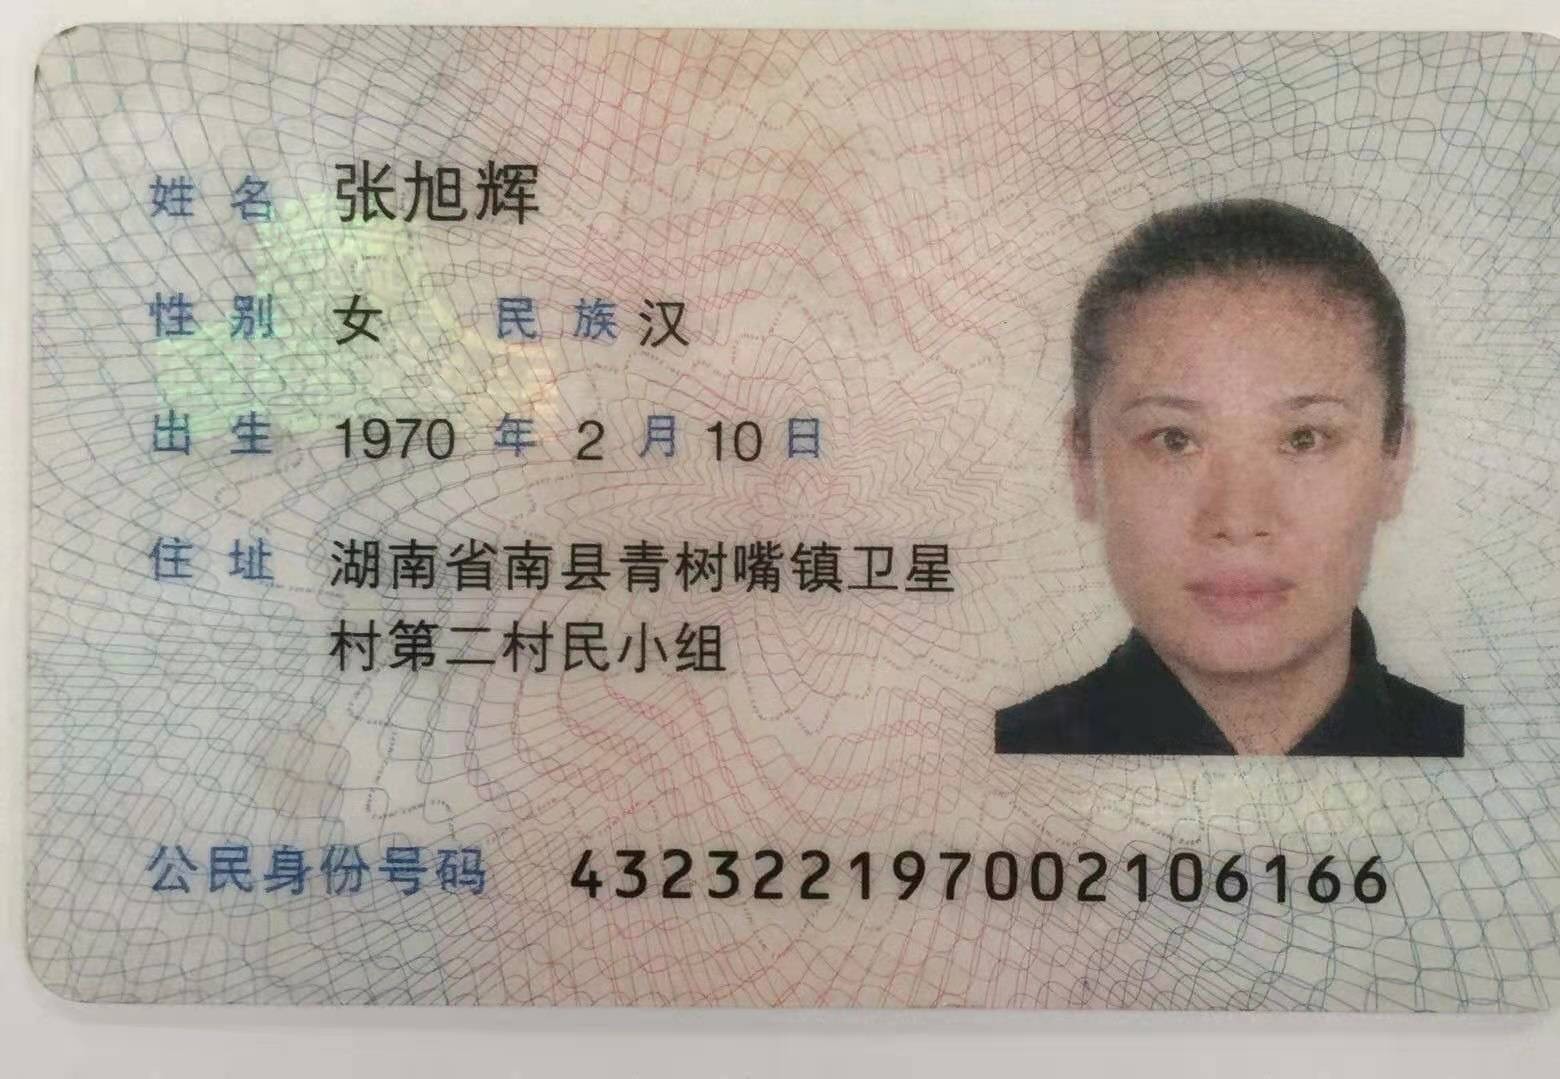 姓名 张旭辉
性别 女 民族 汉
出生 1970 年 2 月 10 日
住址 湖南省南县青树嘴镇卫星
村第二村民小组
公民身份号码 432322197002106166